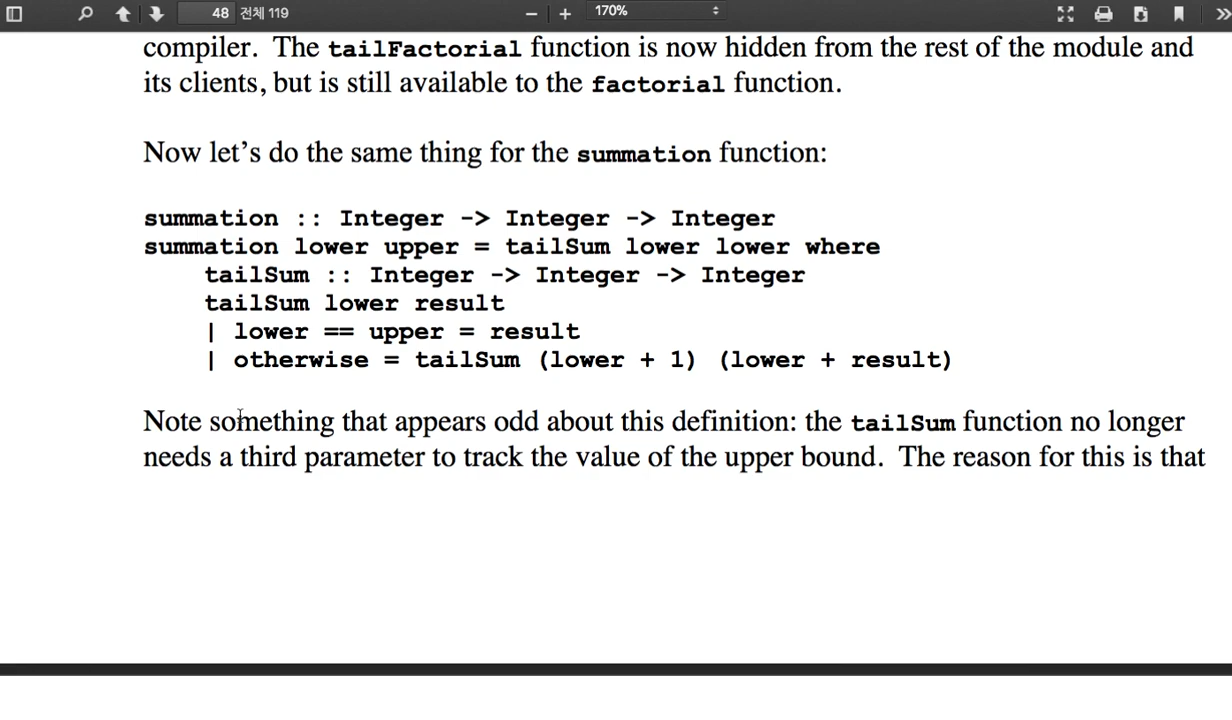 48 전체 119 170%
compiler. The tailFactorial function is now hidden from the rest of the module and
its clients, but is still available to the factorial function.
Now let’s do the same thing for the summation function:
summation :: Integer -> Integer -> Integer
summation lower upper = tailSum lower lower where
    tailSum :: Integer -> Integer -> Integer
    tailSum lower result
    | lower == upper = result
    | otherwise = tailSum (lower + 1) (lower + result)
Note something that appears odd about this definition: the tailSum function no longer
needs a third parameter to track the value of the upper bound. The reason for this is that